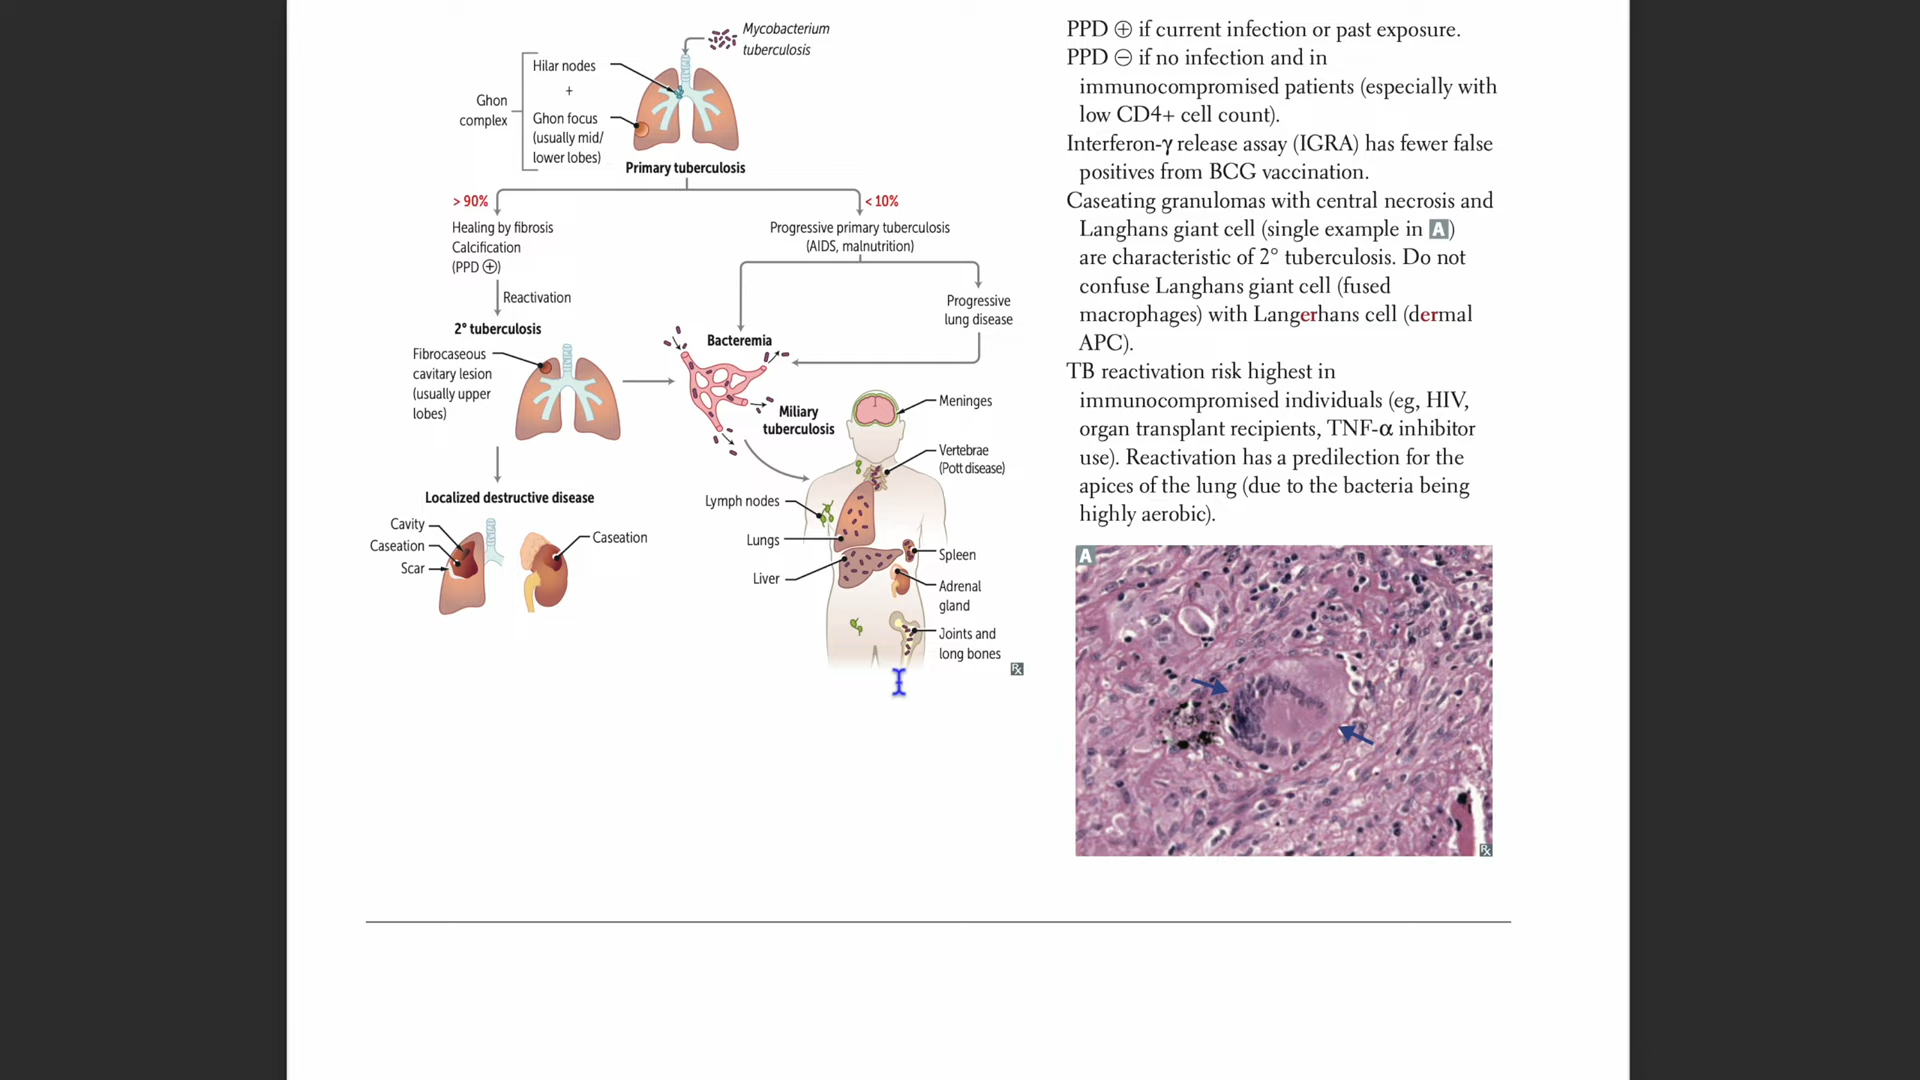 Mycobacterium
tuberculosis
Hilar nodes
+
Ghon focus
(usually mid/
lower lobes)
Ghon
complex
Primary tuberculosis
> 90%
< 10%
Healing by fibrosis
Calcification
(PPD ⊕)
Progressive primary tuberculosis
(AIDS, malnutrition)
Reactivation
2° tuberculosis
Progressive
lung disease
Bacteremia
Fibrocaseous
cavitary lesion
(usually upper
lobes)
Miliary
tuberculosis
Meninges
Vertebrae
(Pott disease)
Lymph nodes
Lungs
Liver
Spleen
Adrenal
gland
Joints and
long bones
Localized destructive disease
Cavity
Caseation
Scar
Caseation
PPD ⊕ if current infection or past exposure.
PPD ⊖ if no infection and in
immunocompromised patients (especially with
low CD4+ cell count).
Interferon-γ release assay (IGRA) has fewer false
positives from BCG vaccination.
Caseating granulomas with central necrosis and
Langhans giant cell (single example in A)
are characteristic of 2° tuberculosis. Do not
confuse Langhans giant cell (fused
macrophages) with Langerhans cell (dermal
APC).
TB reactivation risk highest in
immunocompromised individuals (eg, HIV,
organ transplant recipients, TNF-α inhibitor
use). Reactivation has a predilection for the
apices of the lung (due to the bacteria being
highly aerobic).
A
Rx
Rx